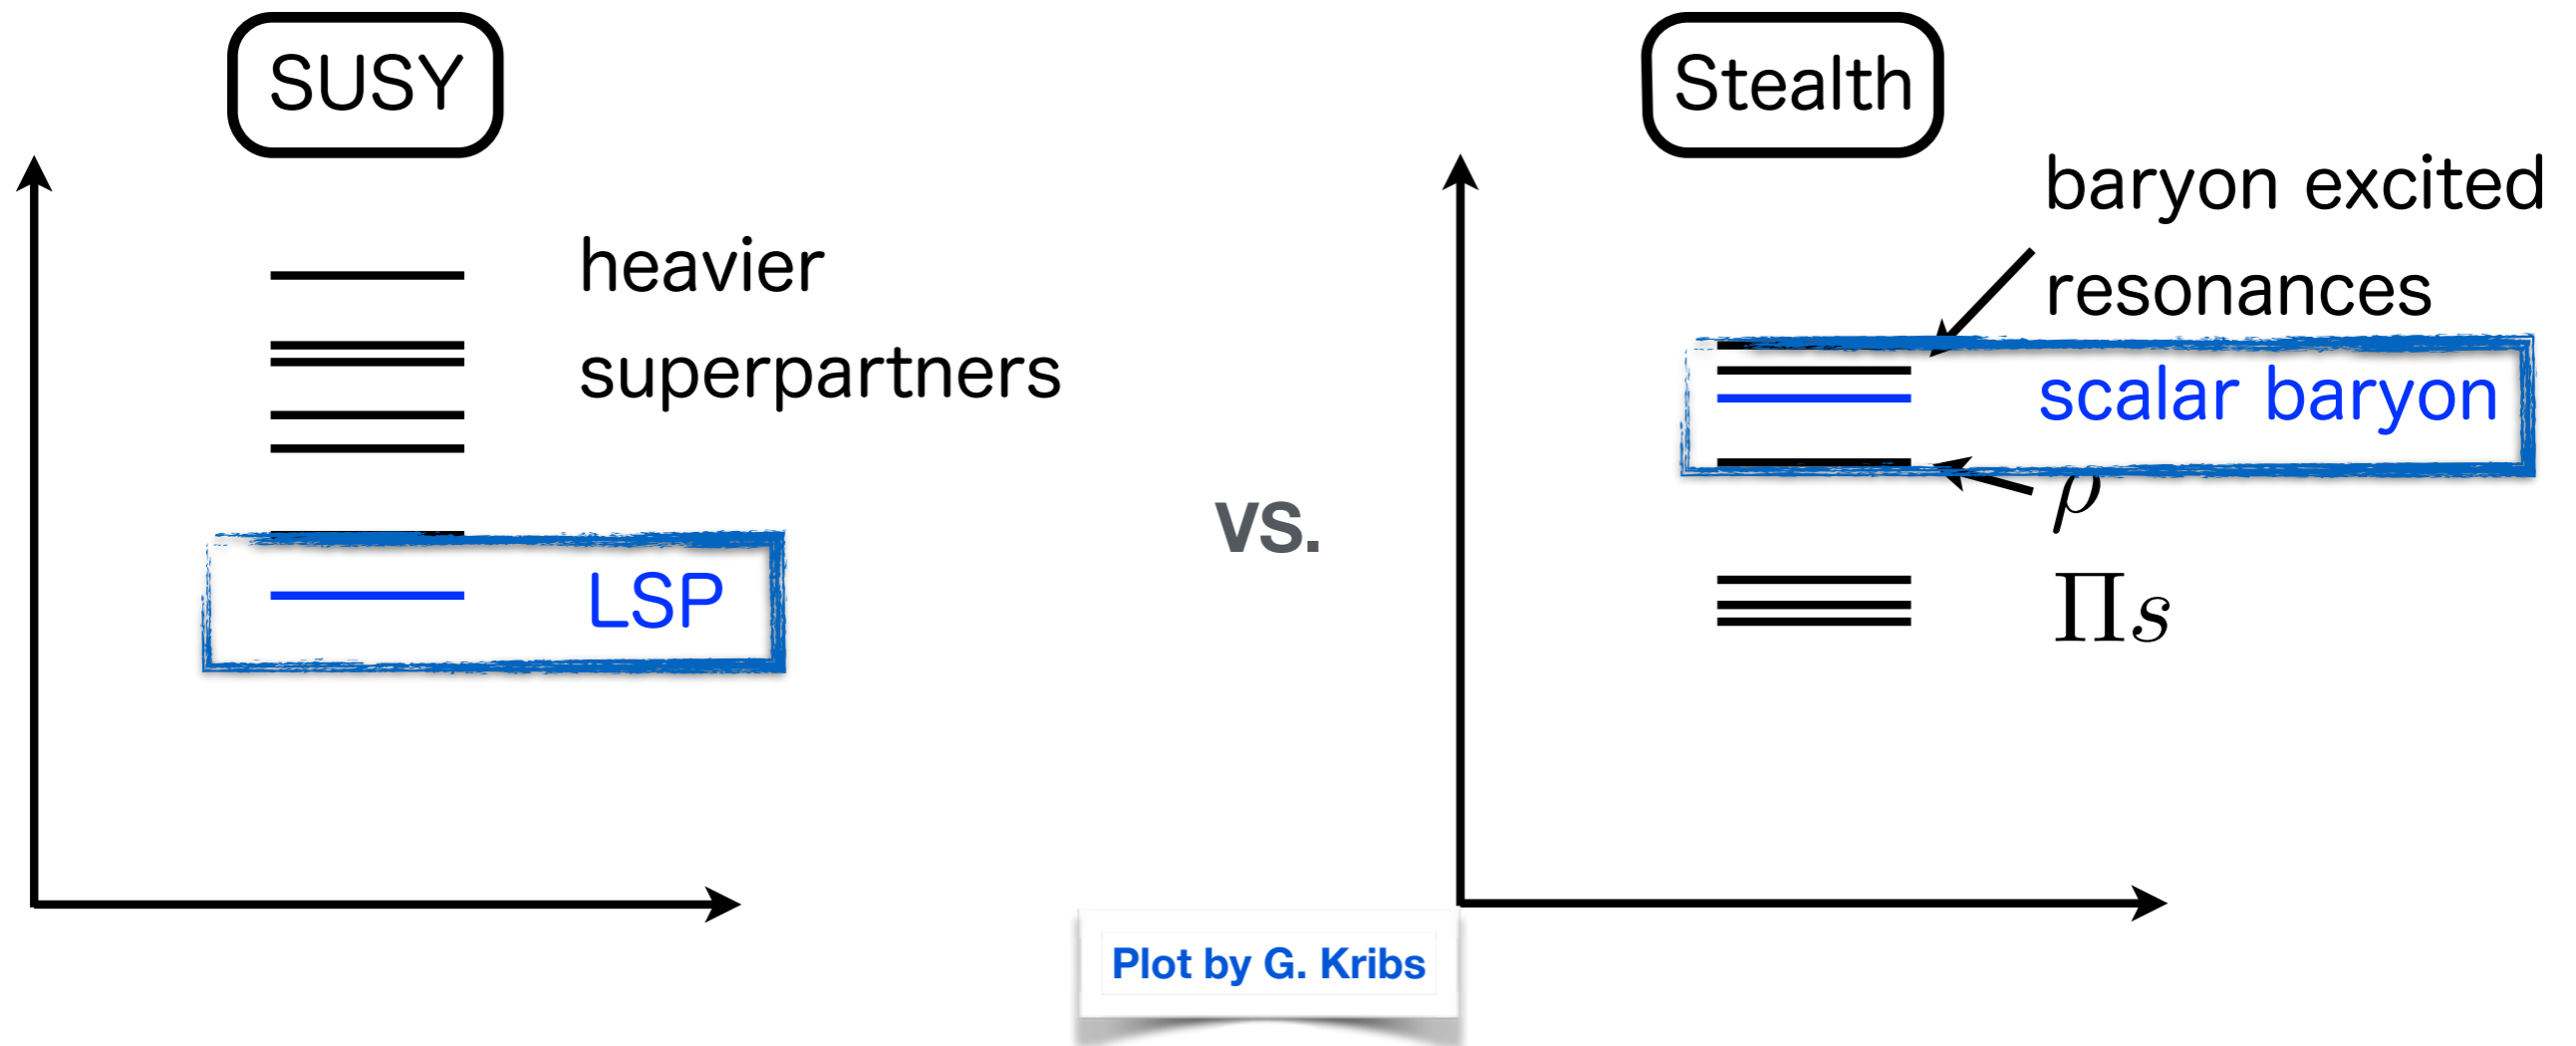 SUSY
heavier
superpartners
LSP
vs.
Stealth
baryon excited
resonances
scalar baryon
ρ
Πs
Plot by G. Kribs